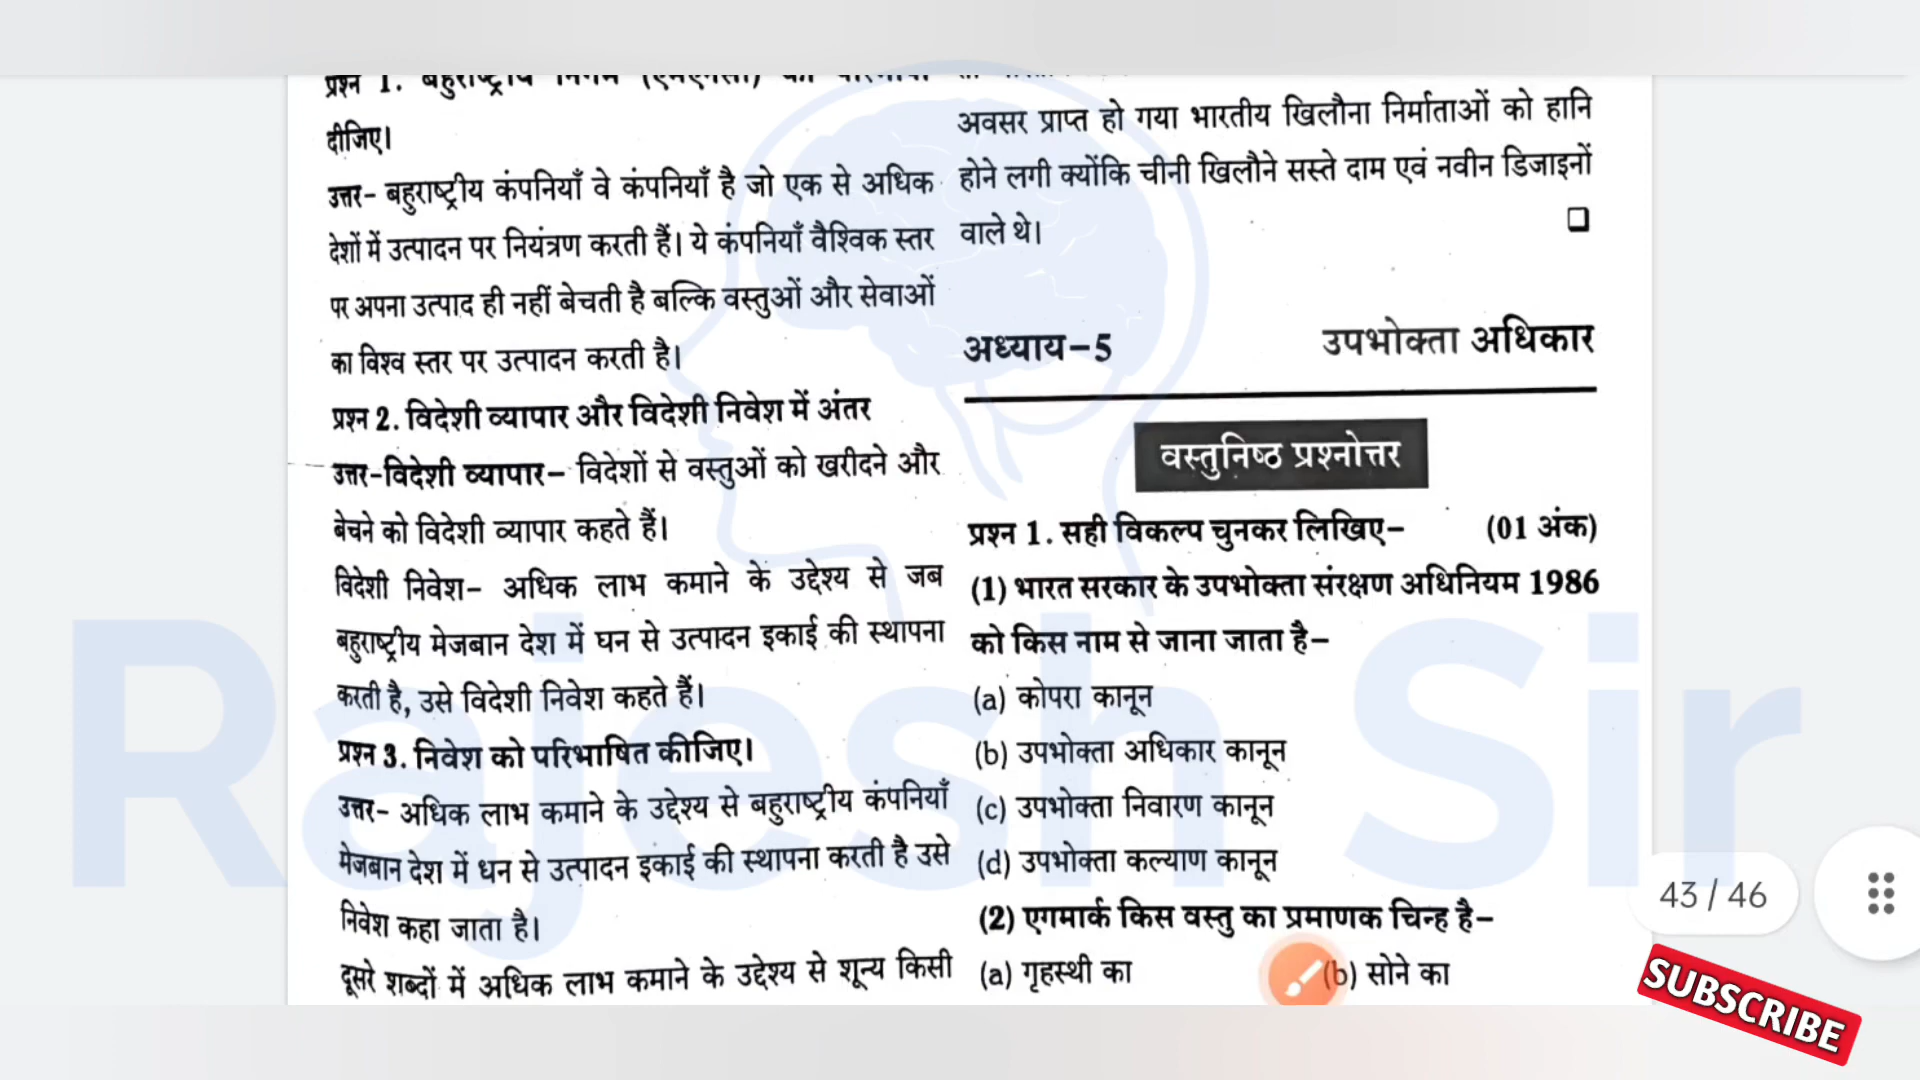 प्रश्न 1. बहुराष्ट्रीय निगम (एमएनसी)
दीजिए।
उत्तर- बहुराष्ट्रीय कंपनियाँ वे कंपनियाँ है जो एक से अधिक
देशों में उत्पादन पर नियंत्रण करती हैं। ये कंपनियाँ वैश्विक स्तर
पर अपना उत्पाद ही नहीं बेचती है बल्कि वस्तुओं और सेवाओं
का विश्व स्तर पर उत्पादन करती है।
प्रश्न 2. विदेशी व्यापार और विदेशी निवेश में अंतर
उत्तर-विदेशी व्यापार- विदेशों से वस्तुओं को खरीदने और
बेचने को विदेशी व्यापार कहते हैं।
विदेशी निवेश- अधिक लाभ कमाने के उद्देश्य से जब
बहुराष्ट्रीय मेजबान देश में घन से उत्पादन इकाई की स्थापना
करती है, उसे विदेशी निवेश कहते हैं।
प्रश्न 3. निवेश को परिभाषित कीजिए।
उत्तर- अधिक लाभ कमाने के उद्देश्य से बहुराष्ट्रीय कंपनियाँ
मेजबान देश में धन से उत्पादन इकाई की स्थापना करती है उसे
निवेश कहा जाता है।
दूसरे शब्दों में अधिक लाभ कमाने के उद्देश्य से शून्य किसी
अवसर प्राप्त हो गया भारतीय खिलौना निर्माताओं को हानि
होने लगी क्योंकि चीनी खिलौने सस्ते दाम एवं नवीन डिजाइनों
वाले थे।
अध्याय-5 उपभोक्ता अधिकार
वस्तुनिष्ठ प्रश्नोत्तर
प्रश्न 1. सही विकल्प चुनकर लिखिए- (01 अंक)
(1) भारत सरकार के उपभोक्ता संरक्षण अधिनियम 1986
को किस नाम से जाना जाता है-
(a) कोपरा कानून
(b) उपभोक्ता अधिकार कानून
(c) उपभोक्ता निवारण कानून
(d) उपभोक्ता कल्याण कानून
(2) एगमार्क किस वस्तु का प्रमाणक चिन्ह है-
(a) गृहस्थी का (b) सोने का
Rajesh Sir
43 / 46
SUBSCRIBE